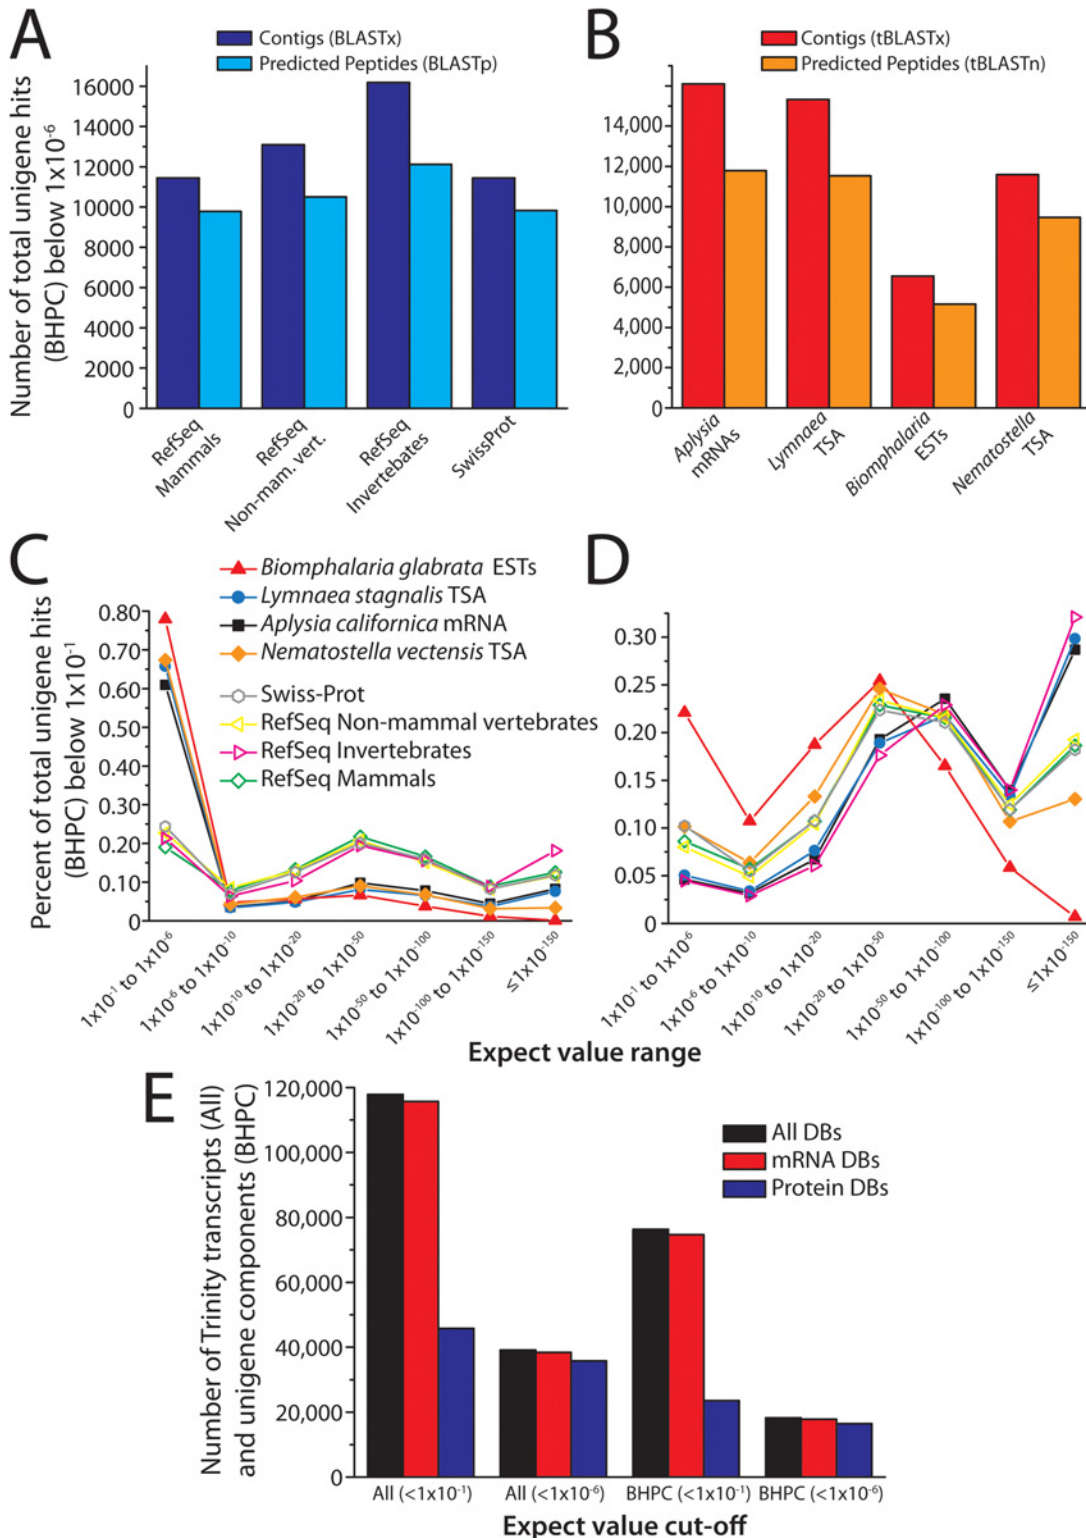 A
Contigs (BLASTx)
Predicted Peptides (BLASTp)
Number of total unigene hits
(BHPC) below 1x10⁻⁶
16000
14000
12000
10000
8000
6000
4000
2000
0
RefSeq
Mammals
RefSeq
Non-mam. vert.
RefSeq
Invertebates
SwissProt
B
Contigs (tBLASTx)
Predicted Peptides (tBLASTn)
14,000
12,000
10,000
8,000
6,000
4,000
2,000
0
Aplysia
mRNAs
Lymnaea
TSA
Biomphalaria
ESTs
Nematostella
TSA
C
Biomphalaria glabrata ESTs
Lymnaea stagnalis TSA
Aplysia californica mRNA
Nematostella vectensis TSA
Swiss-Prot
RefSeq Non-mammal vertebrates
RefSeq Invertebrates
RefSeq Mammals
Percent of total unigene hits
(BHPC) below 1x10⁻¹
0.80
0.70
0.60
0.50
0.40
0.30
0.20
0.10
0
1x10⁻¹ to 1x10⁻⁶
1x10⁻⁶ to 1x10⁻¹⁰
1x10⁻¹⁰ to 1x10⁻²⁰
1x10⁻²⁰ to 1x10⁻⁵⁰
1x10⁻⁵⁰ to 1x10⁻¹⁰⁰
1x10⁻¹⁰⁰ to 1x10⁻¹⁵⁰
≤1x10⁻¹⁵⁰
D
0.30
0.25
0.20
0.15
0.10
0.05
0
1x10⁻¹ to 1x10⁻⁶
1x10⁻⁶ to 1x10⁻¹⁰
1x10⁻¹⁰ to 1x10⁻²⁰
1x10⁻²⁰ to 1x10⁻⁵⁰
1x10⁻⁵⁰ to 1x10⁻¹⁰⁰
1x10⁻¹⁰⁰ to 1x10⁻¹⁵⁰
≤1x10⁻¹⁵⁰
Expect value range
E
Number of Trinity transcripts (All)
and unigene components (BHPC)
120,000
100,000
80,000
60,000
40,000
20,000
0
All DBs
mRNA DBs
Protein DBs
All (<1x10⁻¹)
All (<1x10⁻⁶)
BHPC (<1x10⁻¹)
BHPC (<1x10⁻⁶)
Expect value cut-off